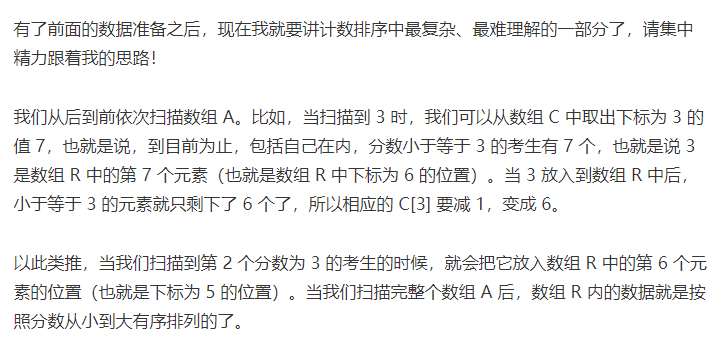 有了前面的数据准备之后，现在我就要讲计数排序中最复杂、最难理解的一部分了，请集中
精力跟着我的思路！
我们从后到前依次扫描数组 A。比如，当扫描到 3 时，我们可以从数组 C 中取出下标为 3 的
值 7，也就是说，到目前为止，包括自己在内，分数小于等于 3 的考生有 7 个，也就是说 3
是数组 R 中的第 7 个元素（也就是数组 R 中下标为 6 的位置）。当 3 放入到数组 R 中后，
小于等于 3 的元素就只剩下了 6 个了，所以相应的 C[3] 要减 1，变成 6。
以此类推，当我们扫描到第 2 个分数为 3 的考生的时候，就会把它放入数组 R 中的第 6 个元
素的位置（也就是下标为 5 的位置）。当我们扫描完整个数组 A 后，数组 R 内的数据就是按
照分数从小到大有序排列的了。